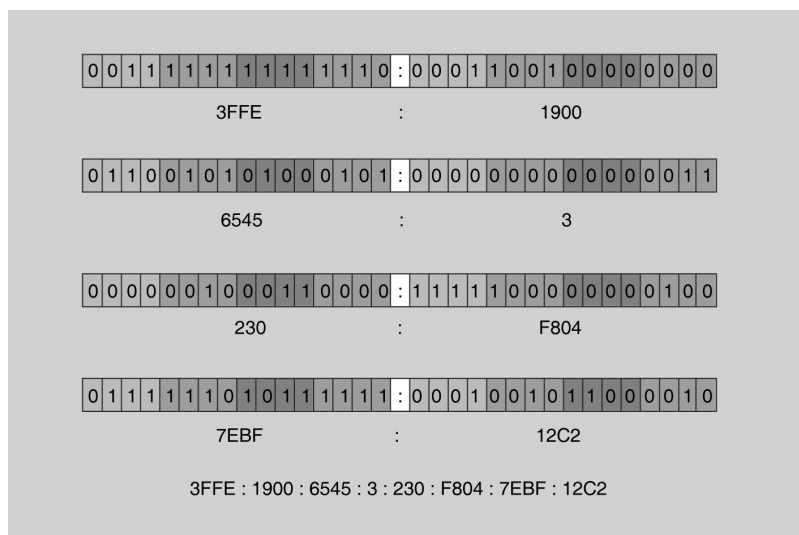 0 0 1 1 1 1 1 1 1 1 1 1 1 1 1 0 : 0 0 0 1 1 0 0 1 0 0 0 0 0 0 0 0
3FFE : 1900
0 1 1 0 0 1 0 1 0 1 0 0 0 1 0 1 : 0 0 0 0 0 0 0 0 0 0 0 0 0 0 1 1
6545 : 3
0 0 0 0 0 0 1 0 0 0 1 1 0 0 0 0 : 1 1 1 1 1 0 0 0 0 0 0 0 0 1 0 0
230 : F804
0 1 1 1 1 1 1 0 1 0 1 1 1 1 1 1 : 0 0 0 1 0 0 1 0 1 1 0 0 0 0 1 0
7EBF : 12C2
3FFE : 1900 : 6545 : 3 : 230 : F804 : 7EBF : 12C2